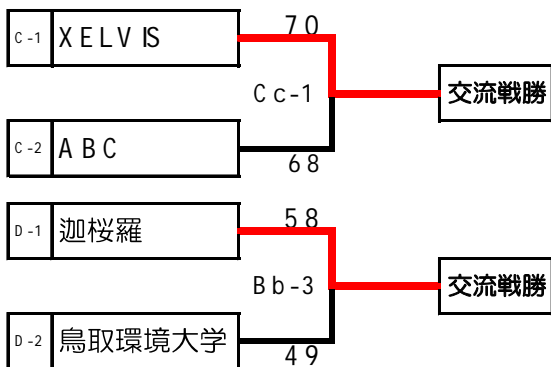 70
C-1 XELVIS
Cc-1 交流戦勝
C-2 ABC
68
58
D-1 迦桜羅
Bb-3 交流戦勝
D-2 鳥取環境大学
49